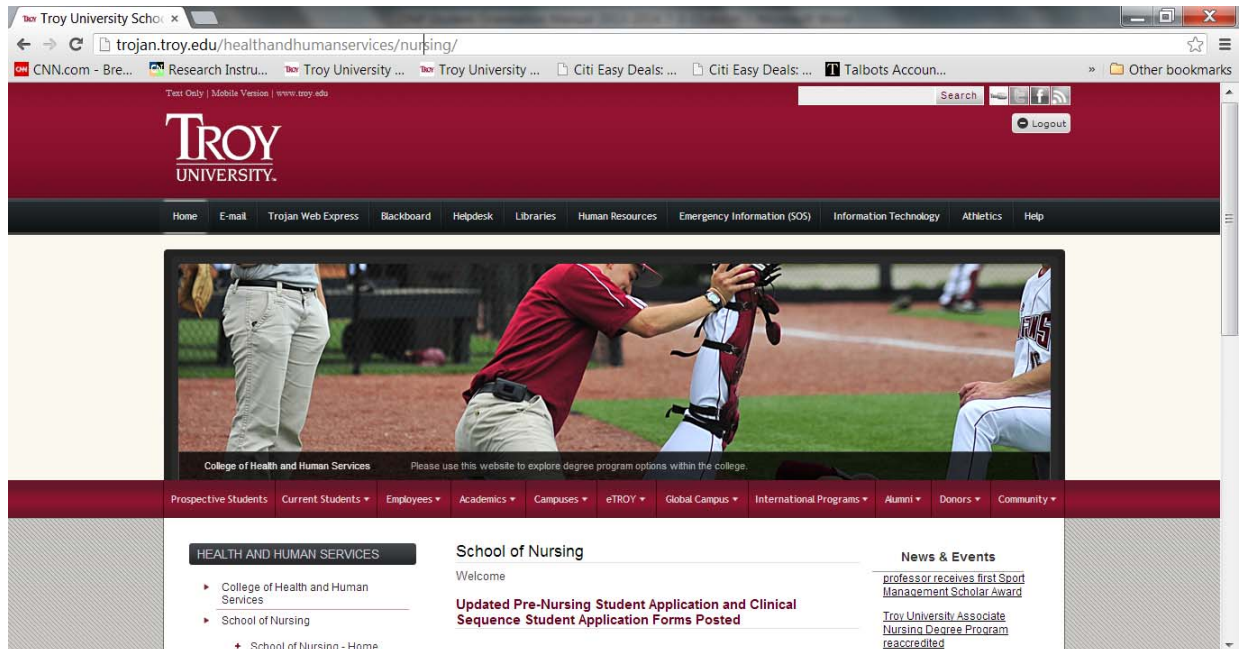 Troy University Schoo
trojan.troy.edu/healthandhumanservices/nursing/
CNN.com - Bre... Research Instru... Troy University ... Troy University ... Citi Easy Deals: ... Citi Easy Deals: ... Talbots Accoun... » Other bookmarks
Text Only | Mobile Version | www.troy.edu
Search
Logout
TROY
UNIVERSITY
Home E-mail Trojan Web Express Blackboard Helpdesk Libraries Human Resources Emergency Information (SOS) Information Technology Athletics Help
College of Health and Human Services Please use this website to explore degree program options within the college.
Prospective Students Current Students Employees Academics Campuses eTROY Global Campus International Programs Alumni Donors Community
HEALTH AND HUMAN SERVICES
College of Health and Human
Services
School of Nursing
School of Nursing - Home
School of Nursing
Welcome
Updated Pre-Nursing Student Application and Clinical
Sequence Student Application Forms Posted
News & Events
professor receives first Sport
Management Scholar Award
Troy University Associate
Nursing Degree Program
reaccredited